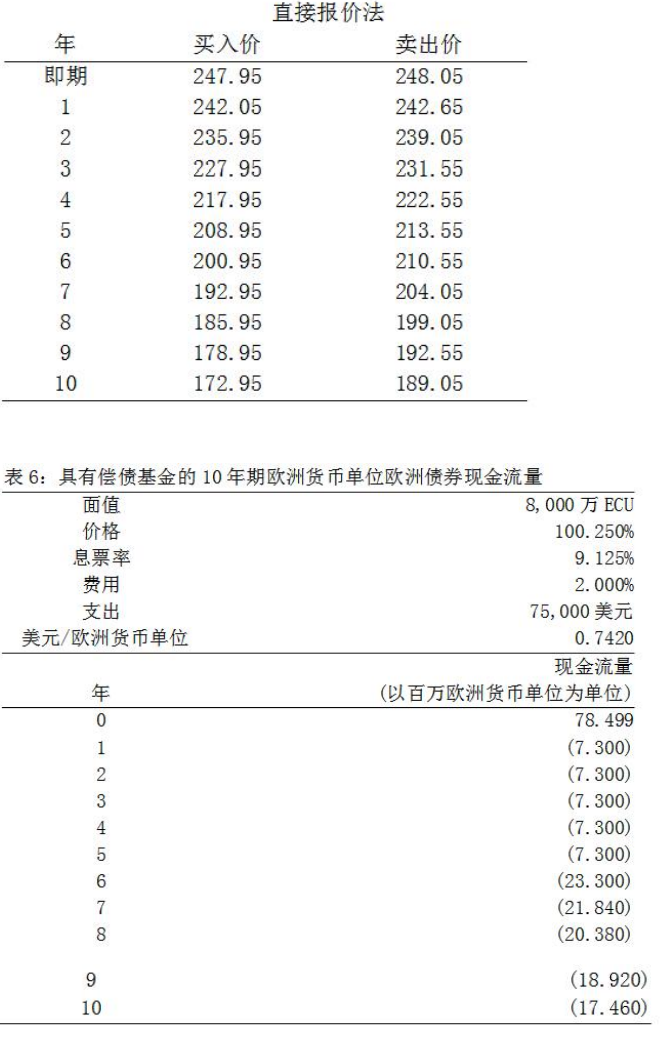 直接报价法
年 买入价 卖出价
即期 247.95 248.05
1 242.05 242.65
2 235.95 239.05
3 227.95 231.55
4 217.95 222.55
5 208.95 213.55
6 200.95 210.55
7 192.95 204.05
8 185.95 199.05
9 178.95 192.55
10 172.95 189.05
表 6：具有偿债基金的 10 年期欧洲货币单位欧洲债券现金流量
面值 8,000 万 ECU
价格 100.250%
息票率 9.125%
费用 2.000%
支出 75,000 美元
美元/欧洲货币单位 0.7420
现金流量
年 (以百万欧洲货币单位为单位)
0 78.499
1 (7.300)
2 (7.300)
3 (7.300)
4 (7.300)
5 (7.300)
6 (23.300)
7 (21.840)
8 (20.380)
9 (18.920)
10 (17.460)